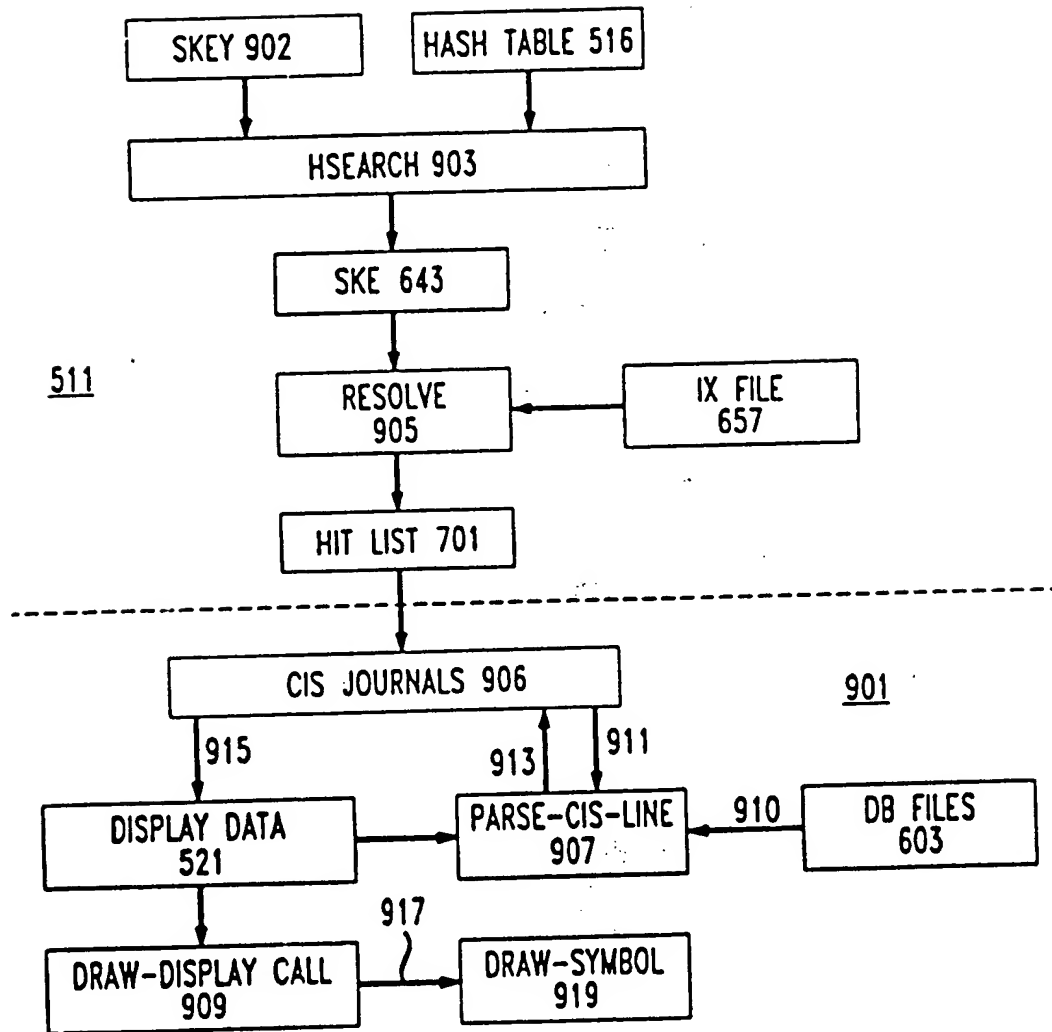 SKEY 902
HASH TABLE 516
HSEARCH 903
SKE 643
511
RESOLVE
905
IX FILE
657
HIT LIST 701
CIS JOURNALS 906
901
915
913
911
DISPLAY DATA
521
PARSE-CIS-LINE
907
910
DB FILES
603
917
DRAW-DISPLAY CALL
909
DRAW-SYMBOL
919